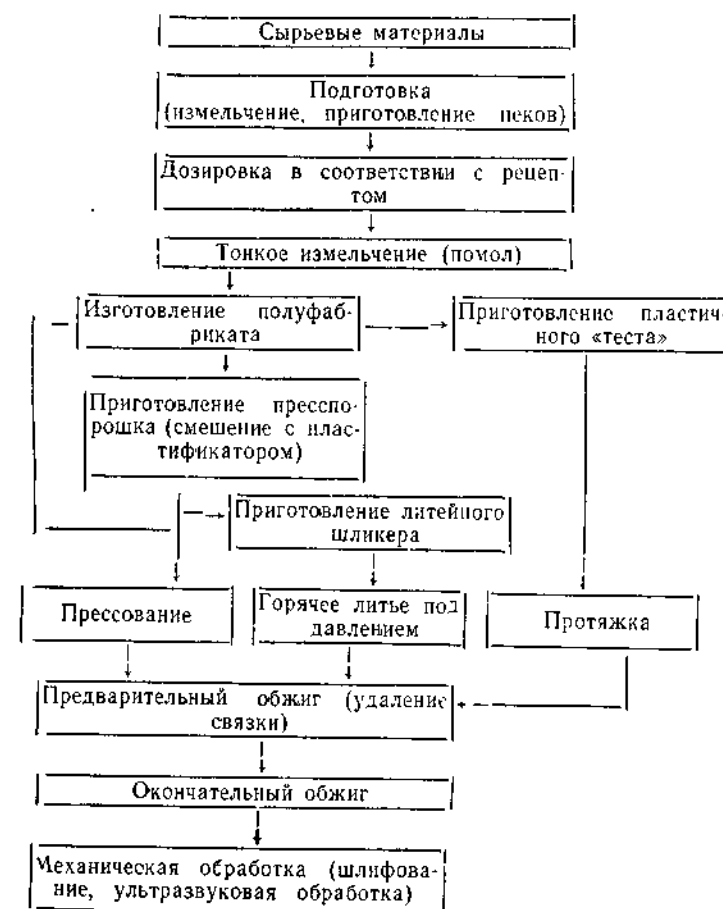 Сырьевые материалы
Подготовка
(измельчение, приготовление пеков)
Дозировка в соответствии с рецеп-
том
Тонкое измельчение (помол)
Изготовление полуфаб-
риката
Приготовление пластич-
ного «теста»
Приготовление пресспо-
рошка (смешение с плас-
тификатором)
Приготовление литейного
шликера
Прессование
Горячее литье под
давлением
Протяжка
Предварительный обжиг (удаление
связки)
Окончательный обжиг
Механическая обработка (шлифова-
ние, ультразвуковая обработка)